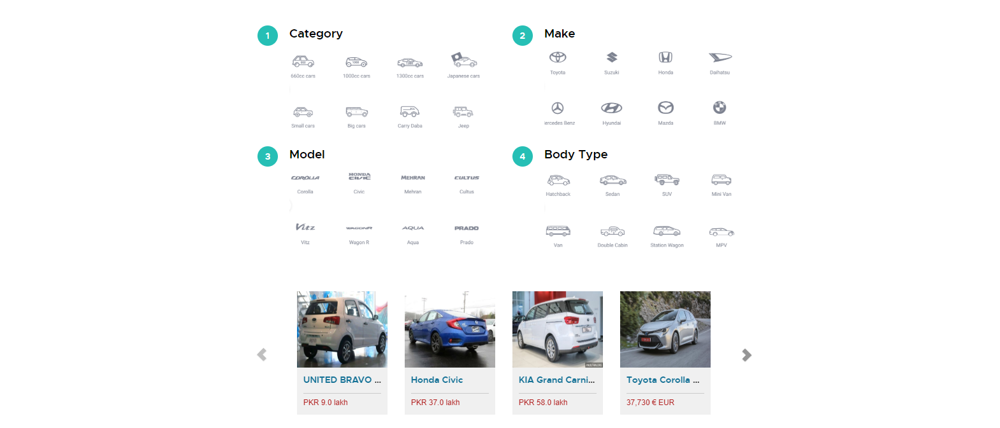 1 Category
660cc cars 1000cc cars 1300cc cars Japanese cars
Small cars Big cars Carry Daba Jeep
2 Make
Toyota Suzuki Honda Daihatsu
ercedes Benz Hyundai Mazda BMW
3 Model
COROLLA HONDA CIVIC MEHRAN CULTUS
Corolla Civic Mehran Cultus
Vitz WAGONR AQUA PRADO
Vitz Wagon R Aqua Prado
4 Body Type
Hatchback Sedan SUV Mini Van
Van Double Cabin Station Wagon MPV
UNITED BRAVO ...
PKR 9.0 lakh
Honda Civic
PKR 37.0 lakh
KIA Grand Carni...
PKR 58.0 lakh
Toyota Corolla ...
37,730 € EUR